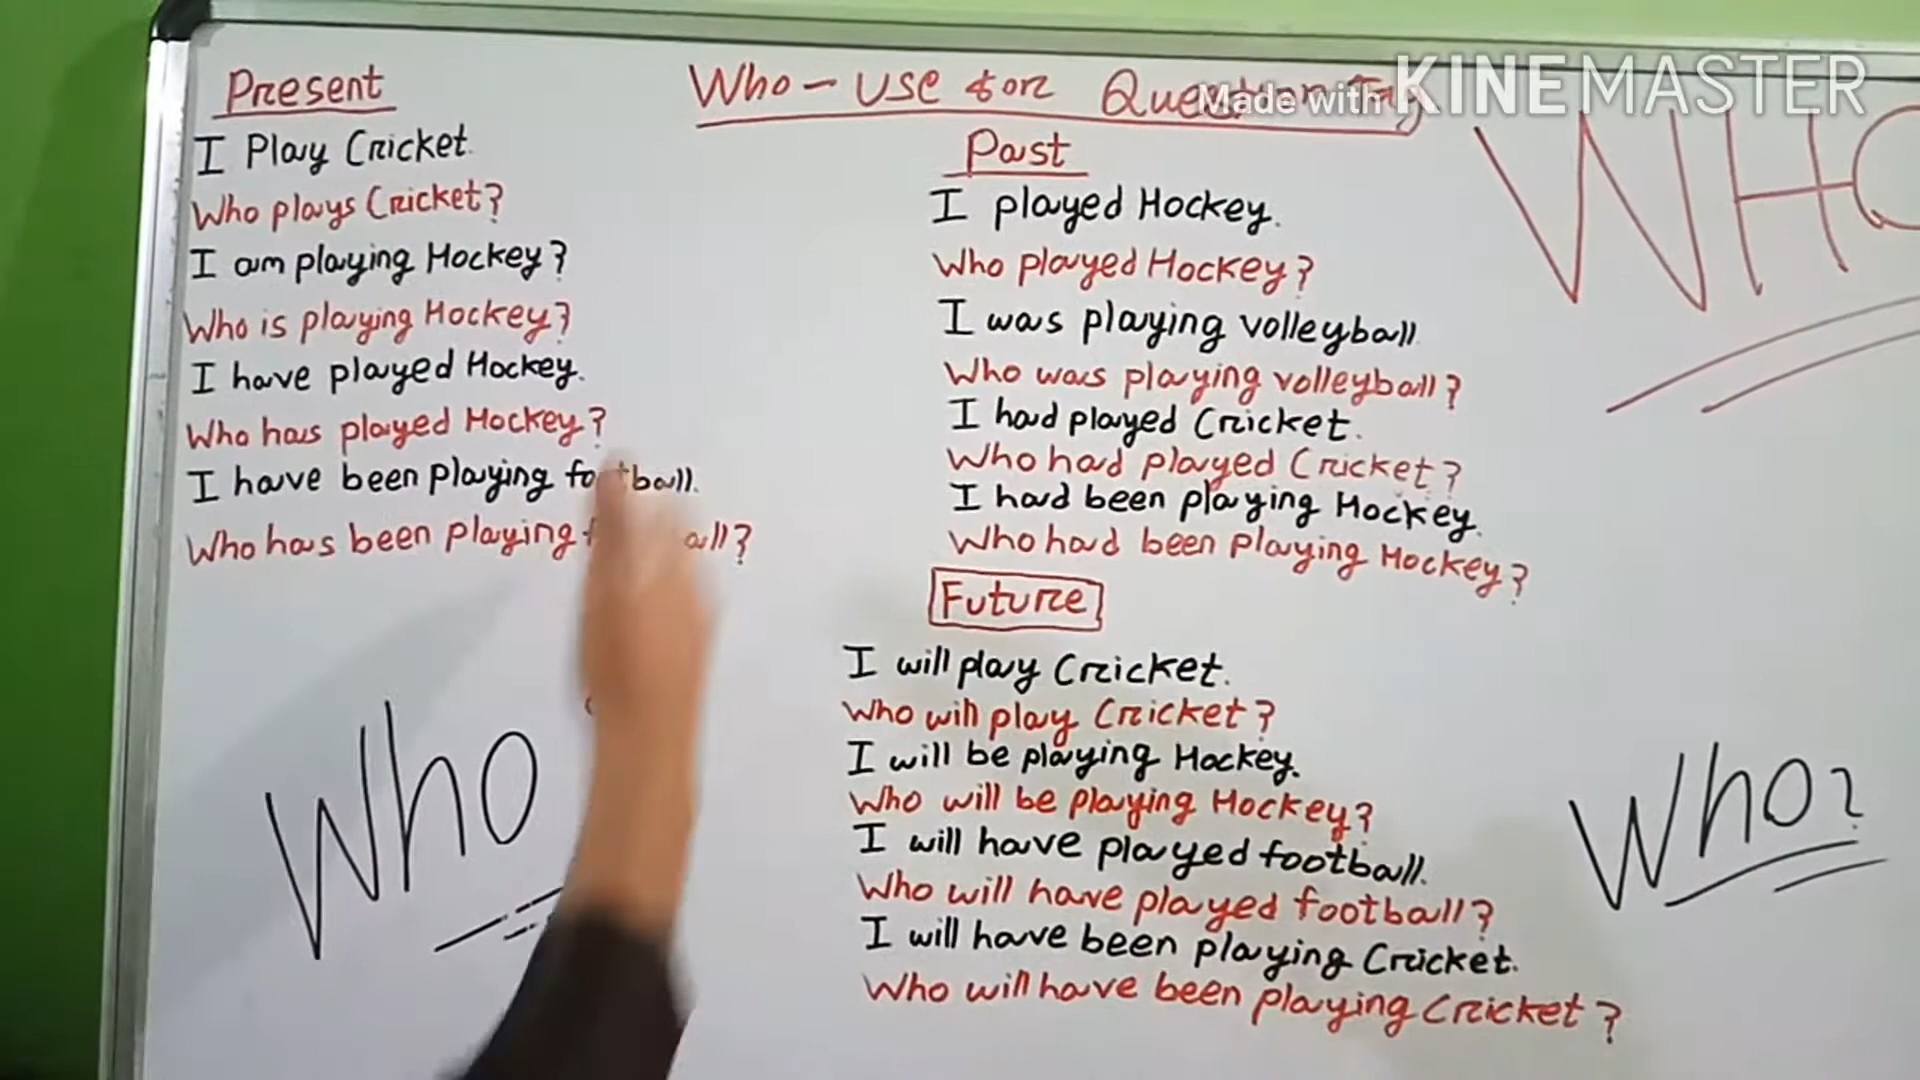 Who - use for Question
Made with KINEMASTER
Present
I Play Cricket.
Who plays Cricket?
I am playing Hockey?
Who is playing Hockey?
I have played Hockey.
Who has played Hockey?
I have been playing football.
Who has been playing all?
Who
Past
I played Hockey.
Who played Hockey?
I was playing volleyball
Who was playing volleyball?
I had played Cricket.
Who had played Cricket?
I had been playing Hockey.
Who had been playing Hockey?
Future
I will play Cricket.
Who will play Cricket?
I will be playing Hockey.
Who will be playing Hockey?
I will have played football.
Who will have played football?
I will have been playing Cricket.
Who will have been playing Cricket?
WHO
Who?